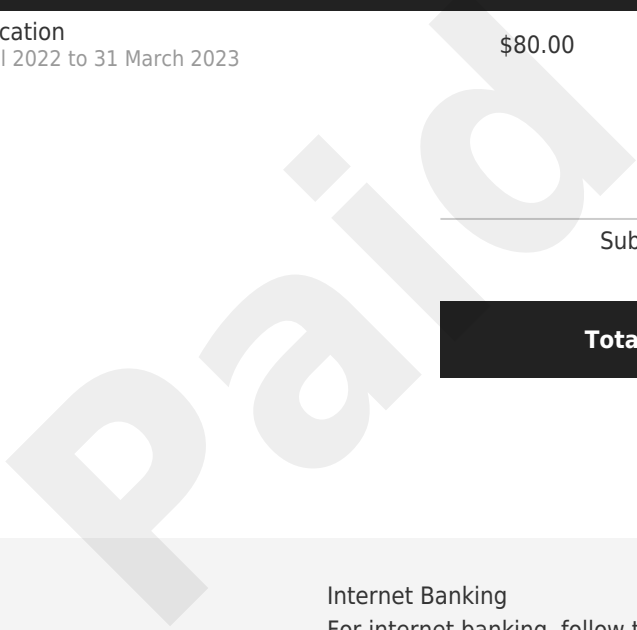 cation
l 2022 to 31 March 2023
$80.00
Sub
Tota
Paid
Internet Banking
For internet banking, follow t